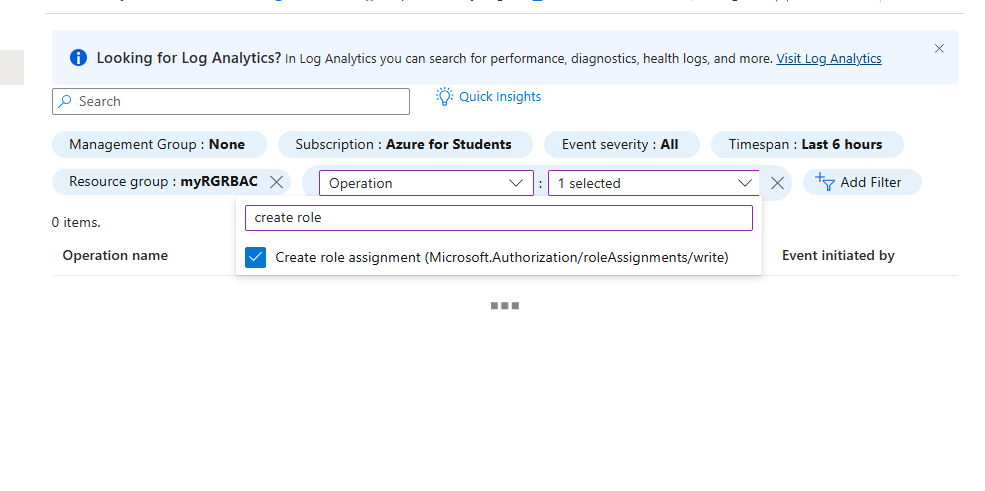 Looking for Log Analytics? In Log Analytics you can search for performance, diagnostics, health logs, and more. Visit Log Analytics
Search
Quick Insights
Management Group : None
Subscription : Azure for Students
Event severity : All
Timespan : Last 6 hours
Resource group : myRGRBAC
Operation : 1 selected
Add Filter
0 items.
create role
Operation name
Create role assignment (Microsoft.Authorization/roleAssignments/write)
Event initiated by